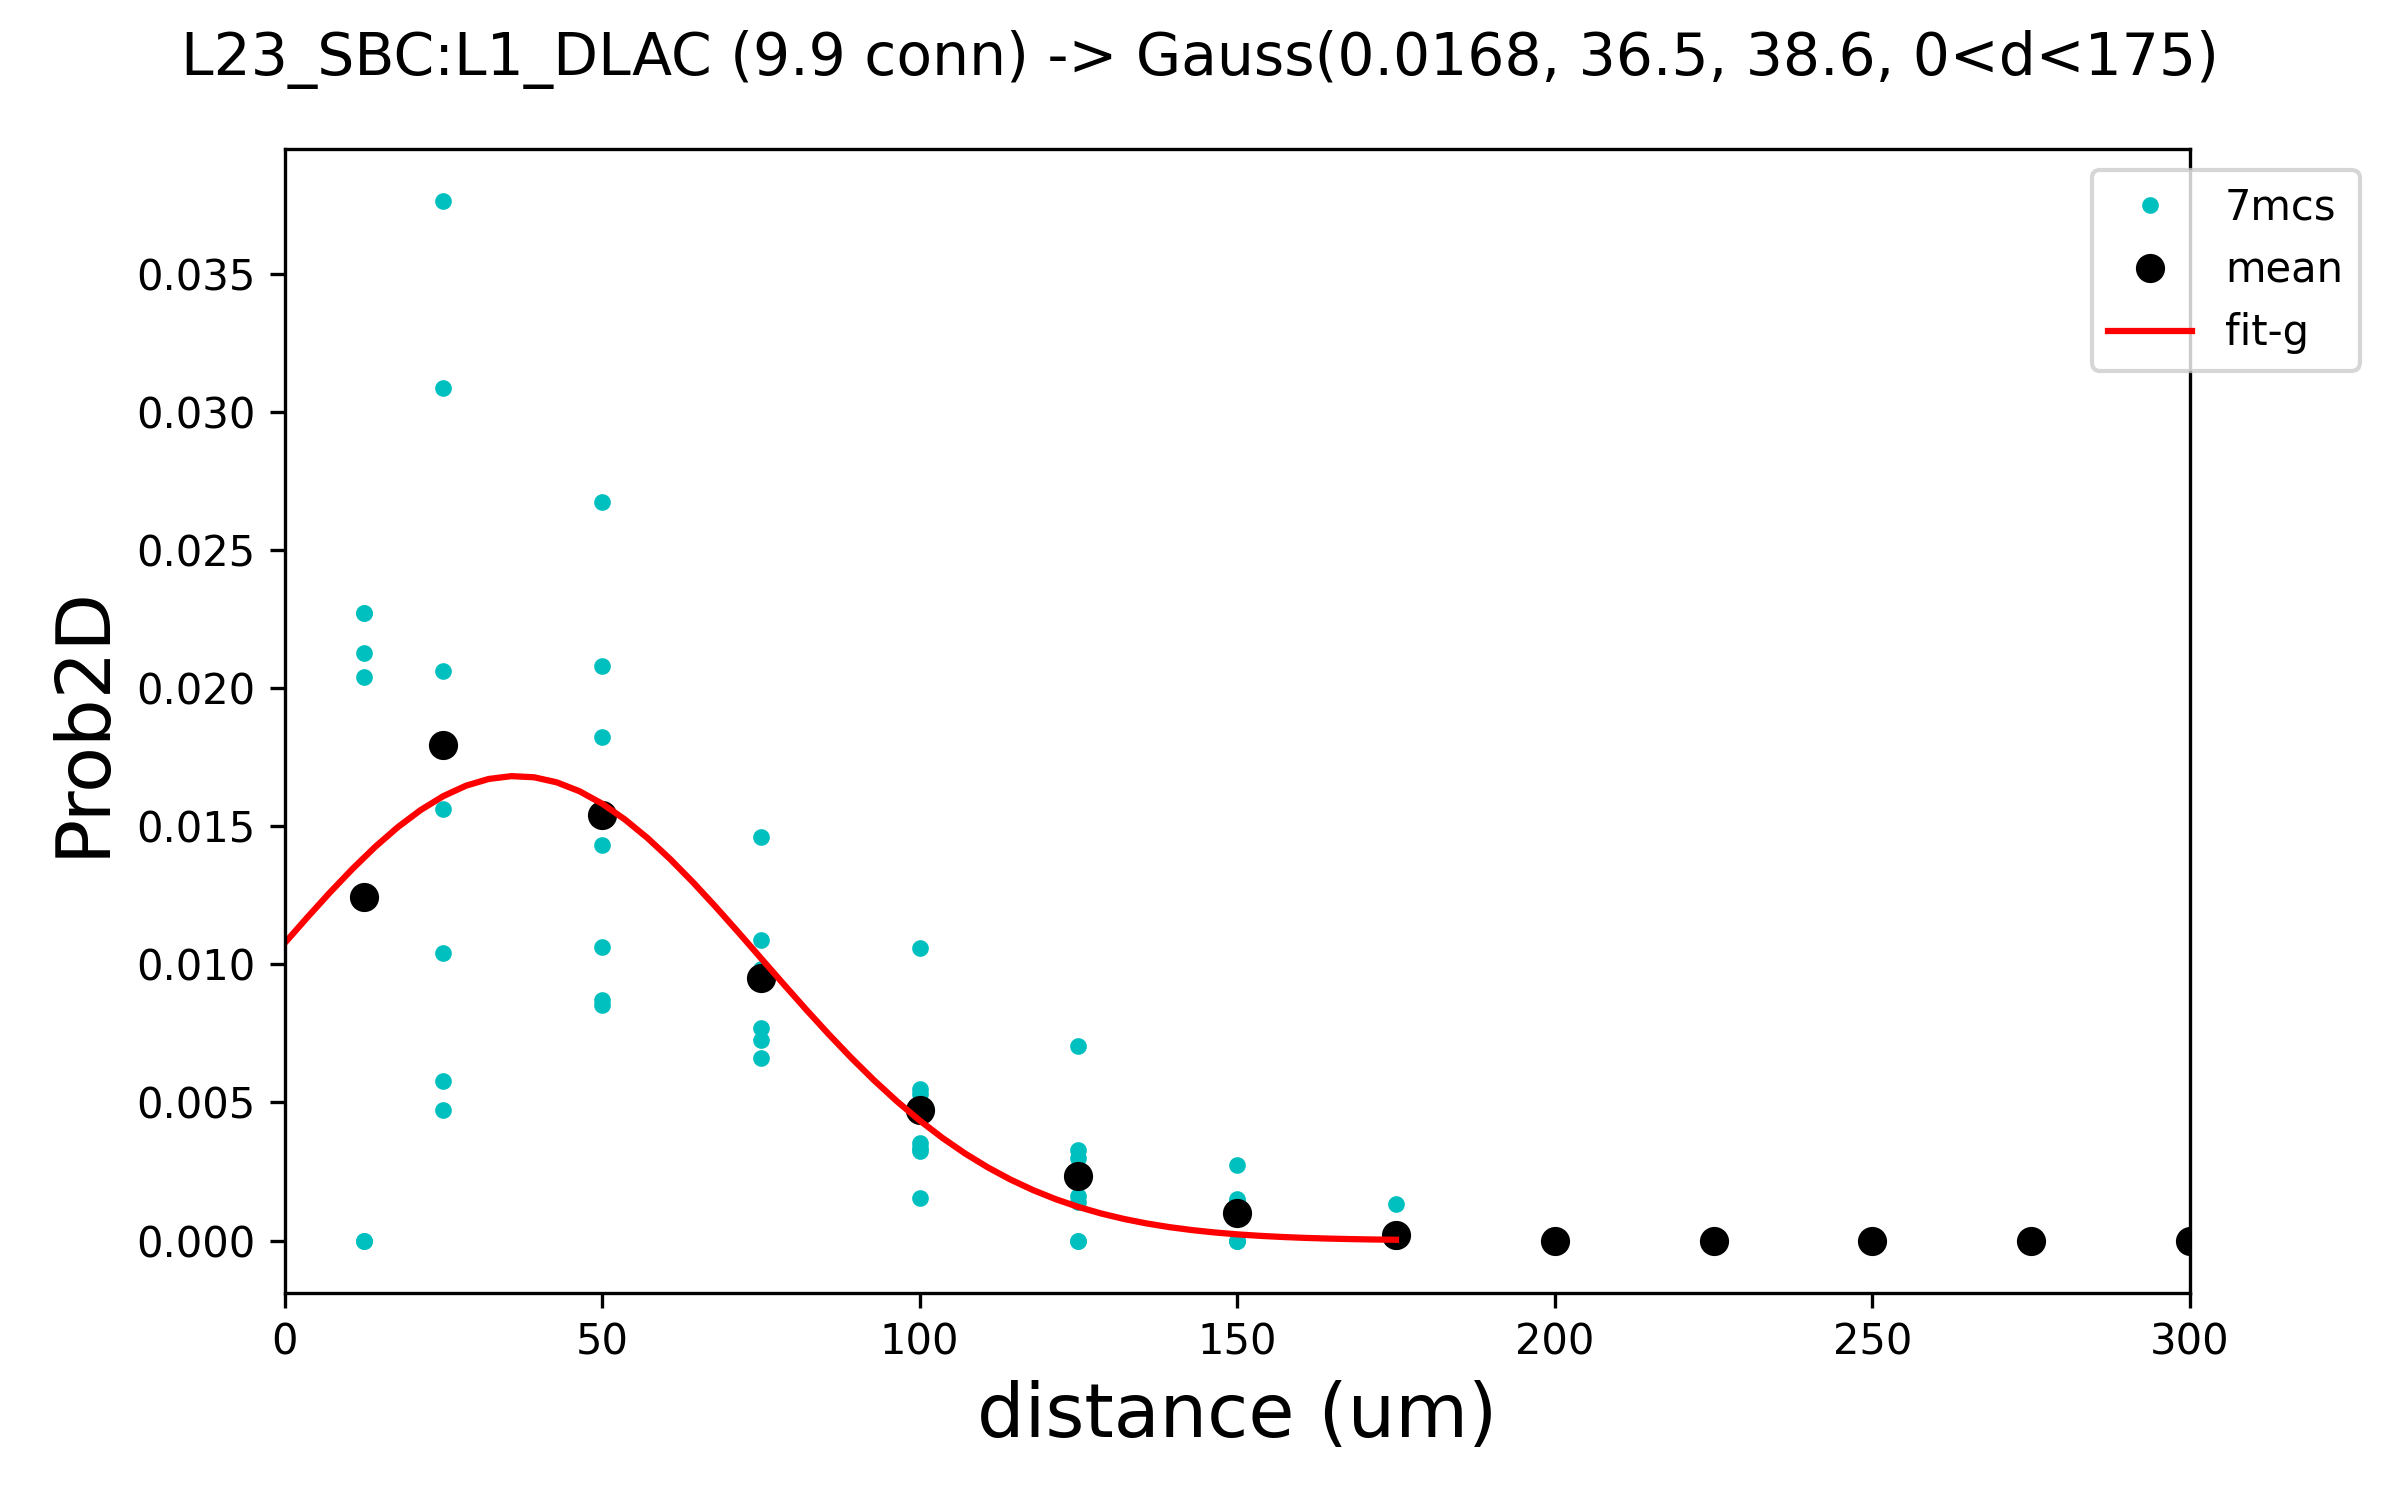 L23_SBC:L1_DLAC (9.9 conn) -> Gauss(0.0168, 36.5, 38.6, 0<d<175)
7mcs
mean
fit-g
0.035
0.030
0.025
0.020
0.015
0.010
0.005
0.000
Prob2D
0 50 100 150 200 250 300
distance (um)